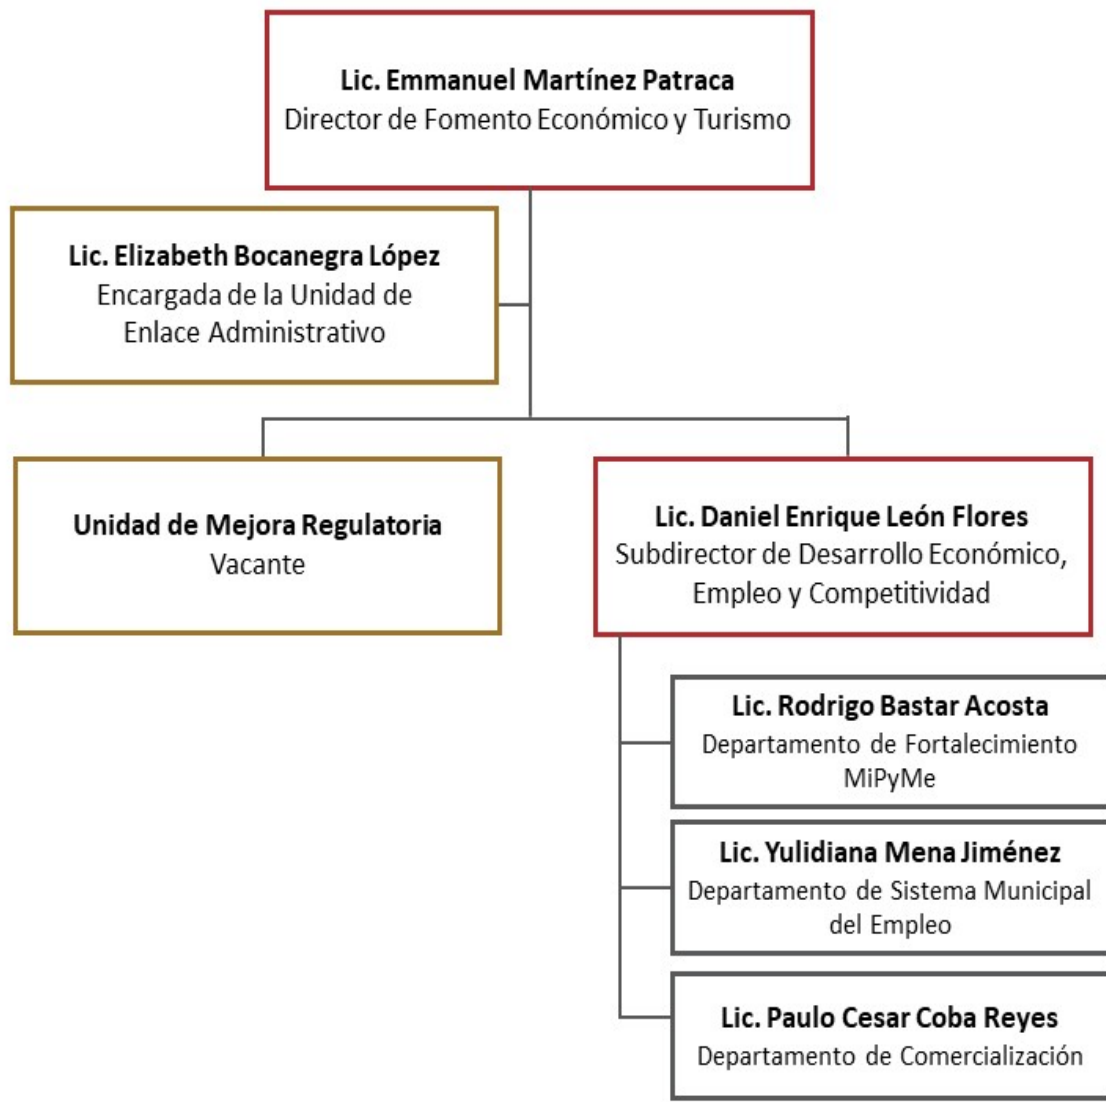 Lic. Emmanuel Martínez Patraca
Director de Fomento Económico y Turismo
Lic. Elizabeth Bocanegra López
Encargada de la Unidad de
Enlace Administrativo
Unidad de Mejora Regulatoria
Vacante
Lic. Daniel Enrique León Flores
Subdirector de Desarrollo Económico,
Empleo y Competitividad
Lic. Rodrigo Bastar Acosta
Departamento de Fortalecimiento
MiPyMe
Lic. Yulidiana Mena Jiménez
Departamento de Sistema Municipal
del Empleo
Lic. Paulo Cesar Coba Reyes
Departamento de Comercialización